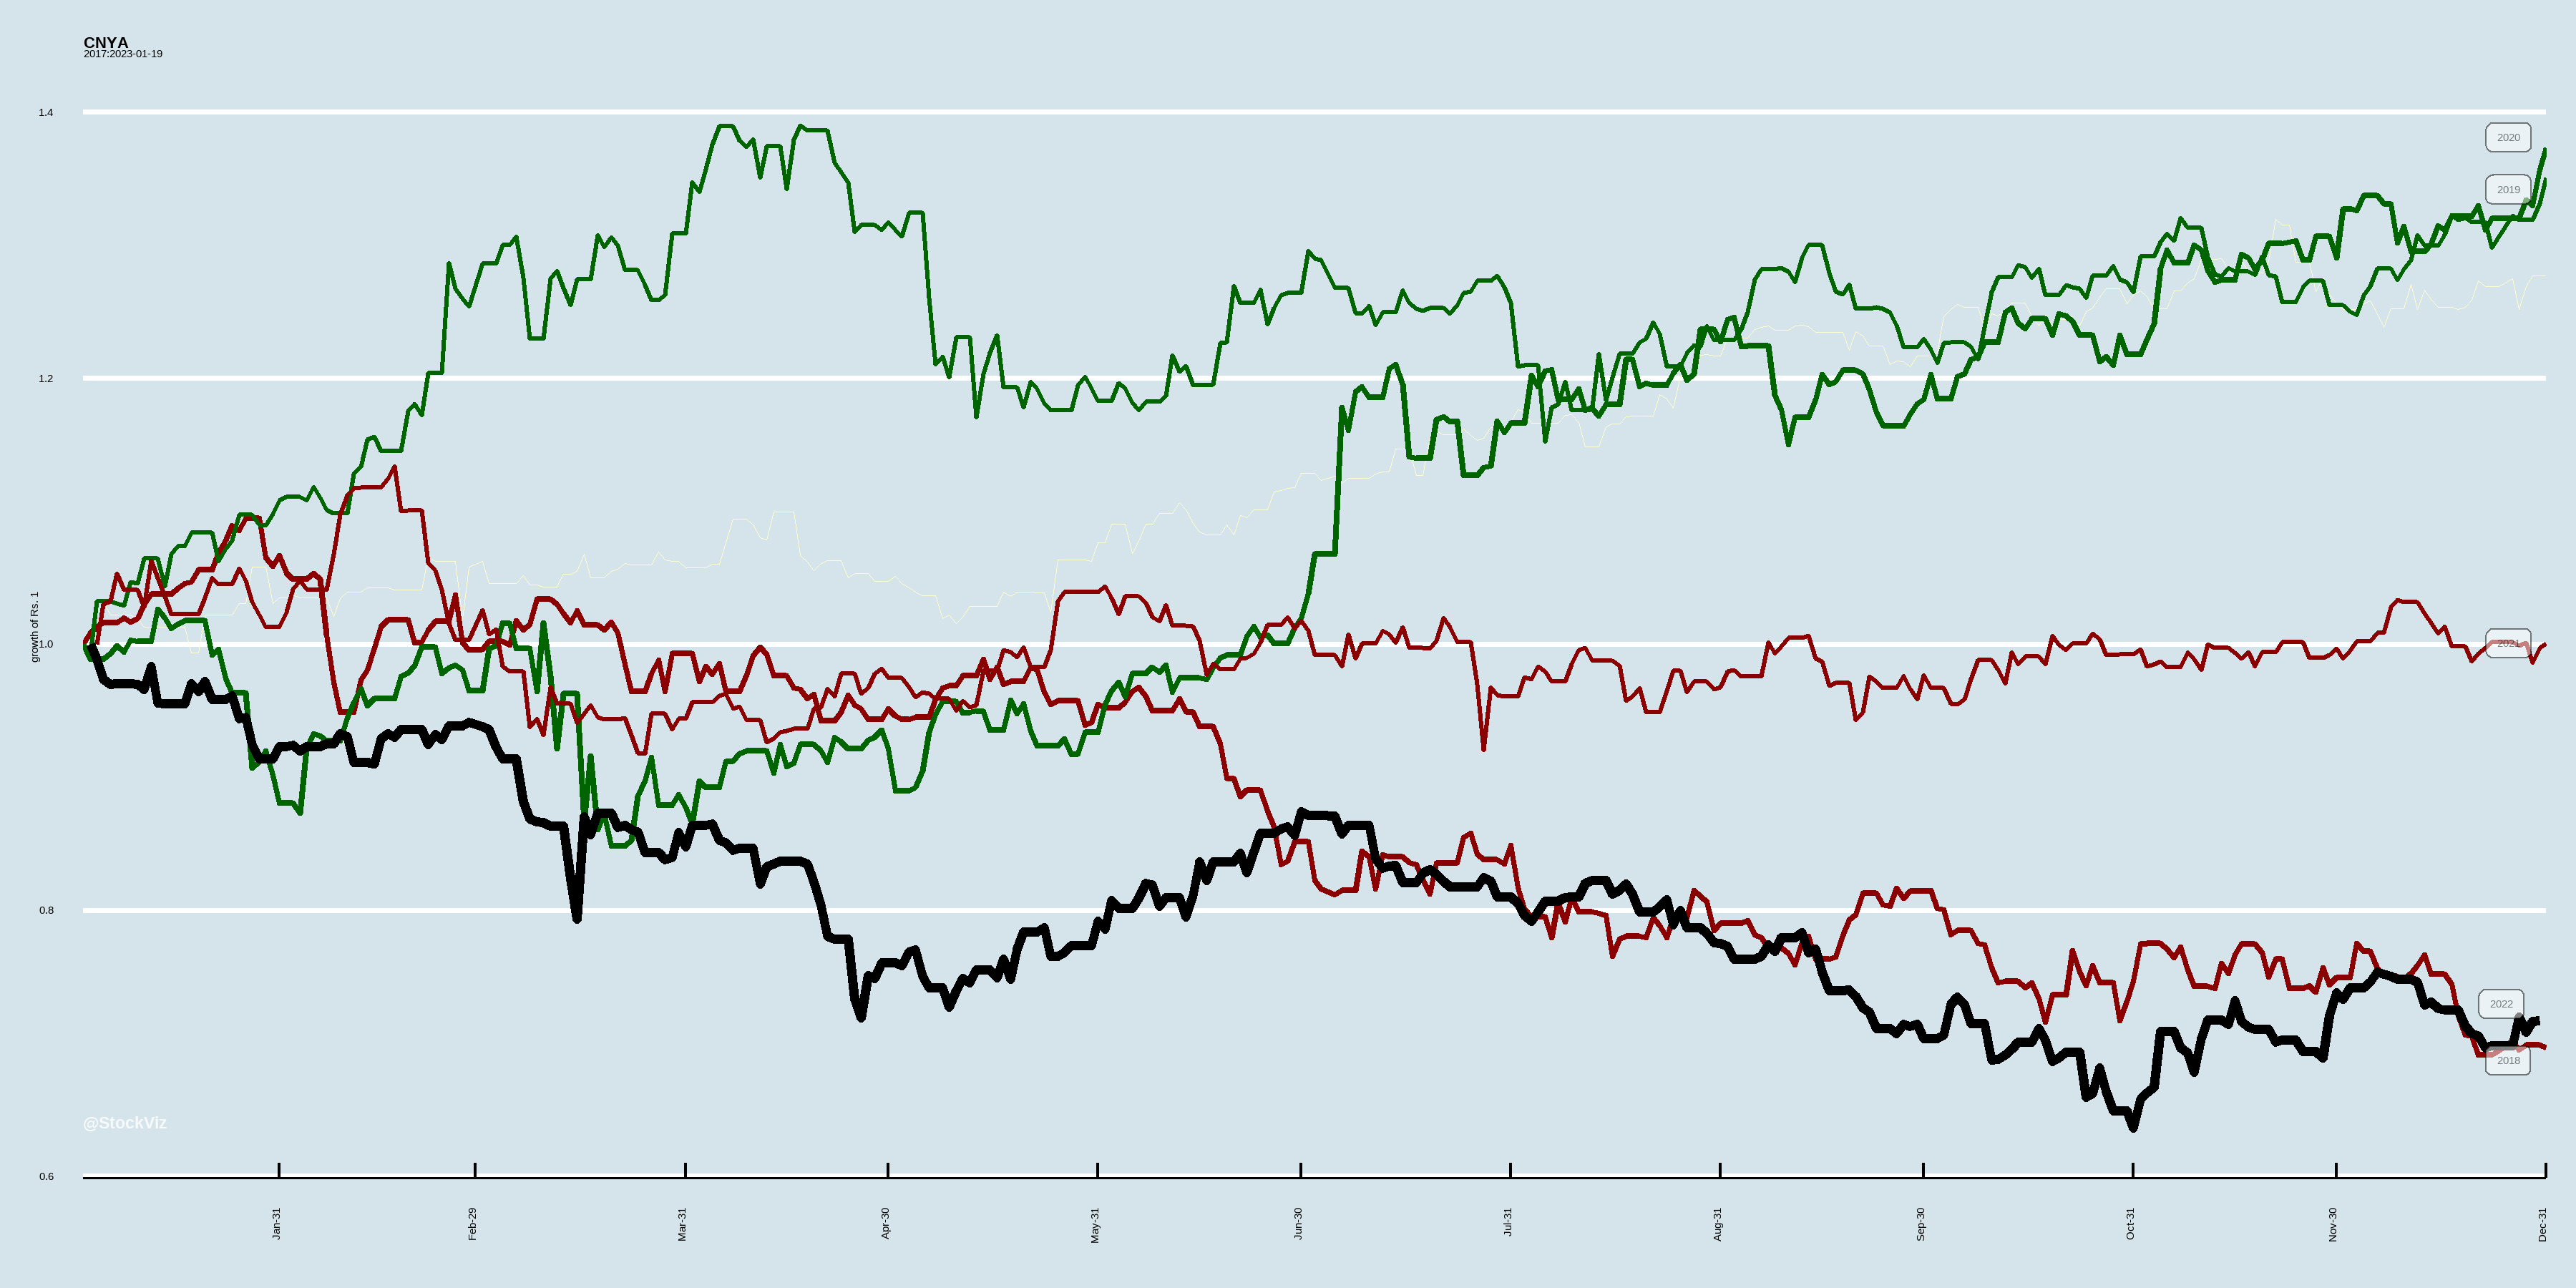 CNYA
2017:2023-01-19
1.4
1.2
1.0
0.8
0.6
growth of Rs. 1
2020
2019
2021
2022
2018
@StockViz
Jan-31
Feb-29
Mar-31
Apr-30
May-31
Jun-30
Jul-31
Aug-31
Sep-30
Oct-31
Nov-30
Dec-31